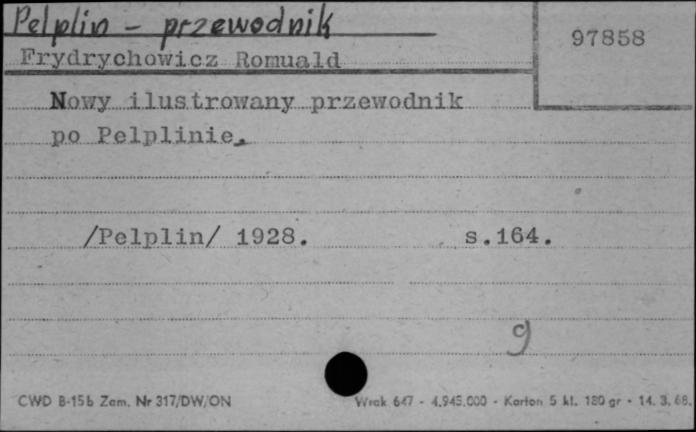 Pelplin - przewodnik
97858
Frydrychowicz Romuald
Nowy ilustrowany przewodnik
po Pelplinie.
/Pelplin/ 1928. s.164.
g
CWD B-15b Zam. Nr 317/DW/ON Wrak 647 - 4.945.000 - Karton 5 kl. 180 gr - 14. 3. 68.